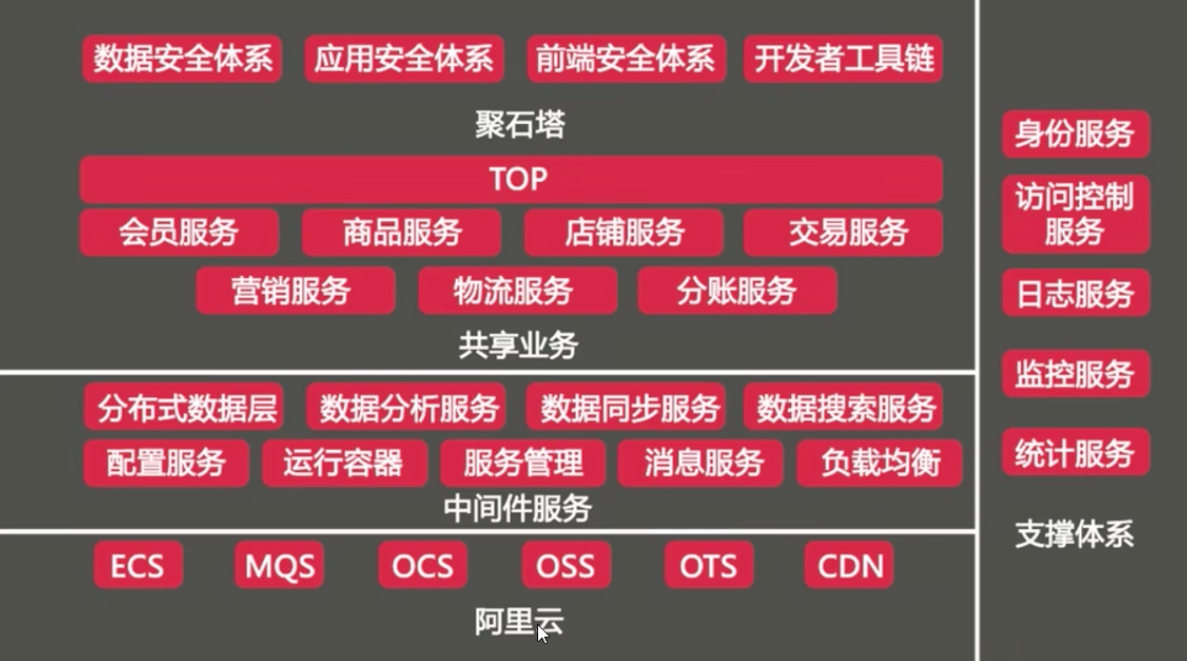 数据安全体系 应用安全体系 前端安全体系 开发者工具链
聚石塔
TOP
会员服务 商品服务 店铺服务 交易服务
营销服务 物流服务 分账服务
共享业务
分布式数据层 数据分析服务 数据同步服务 数据搜索服务
配置服务 运行容器 服务管理 消息服务 负载均衡
中间件服务
ECS MQS OCS OSS OTS CDN
阿里云
身份服务
访问控制
服务
日志服务
监控服务
统计服务
支撑体系